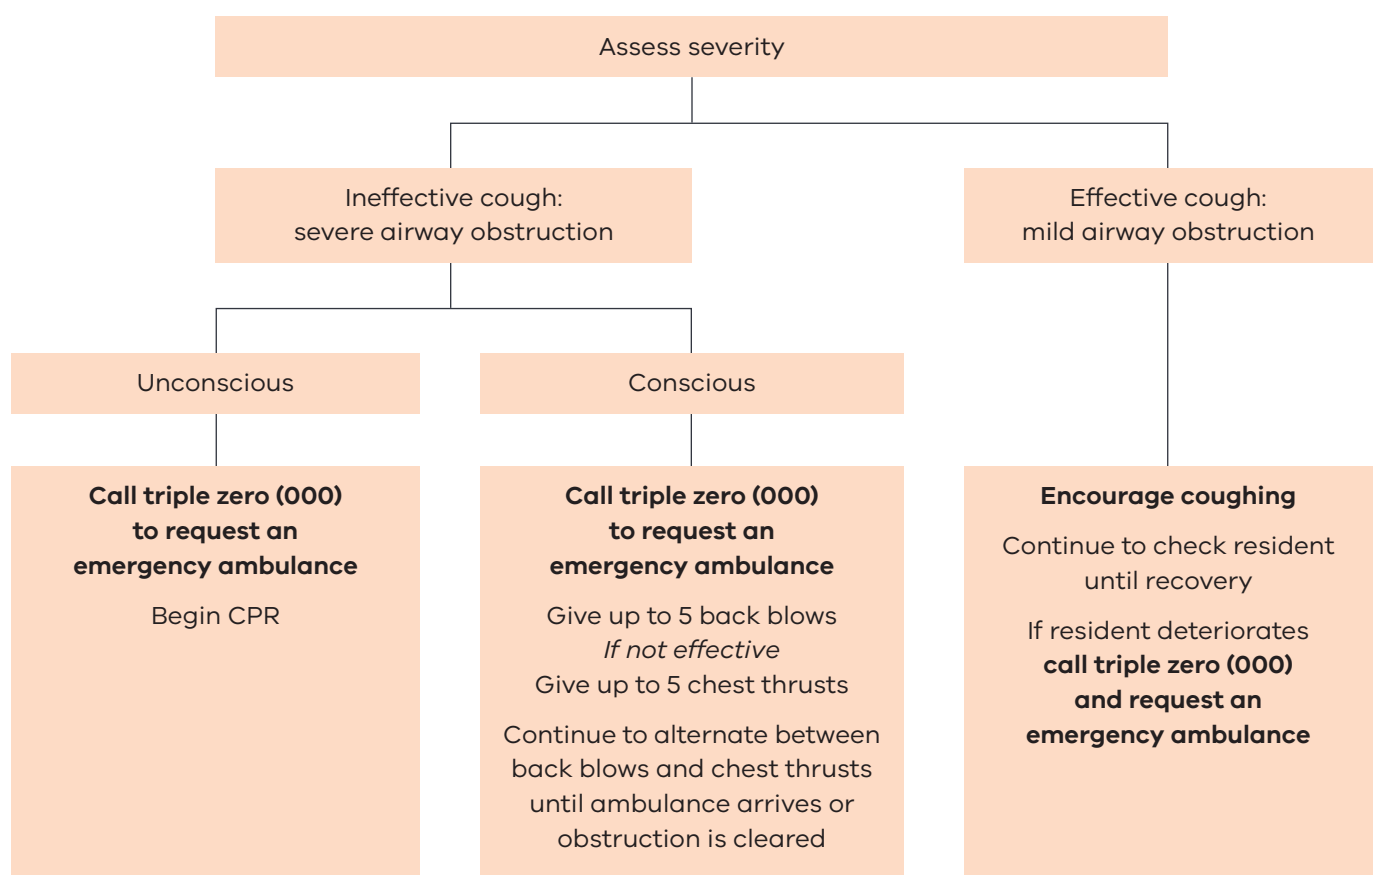 Assess severity
Ineffective cough:
severe airway obstruction
Effective cough:
mild airway obstruction
Unconscious
Conscious
Call triple zero (000)
to request an
emergency ambulance
Begin CPR
Call triple zero (000)
to request an
emergency ambulance
Give up to 5 back blows
If not effective
Give up to 5 chest thrusts
Continue to alternate between
back blows and chest thrusts
until ambulance arrives or
obstruction is cleared
Encourage coughing
Continue to check resident
until recovery
If resident deteriorates
call triple zero (000)
and request an
emergency ambulance